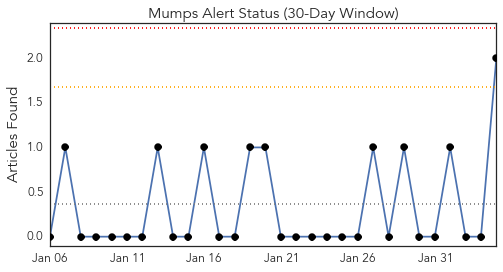 Mumps Alert Status (30-Day Window)
Articles Found
2.0
1.5
1.0
0.5
0.0
Jan 06 Jan 11 Jan 16 Jan 21 Jan 26 Jan 31